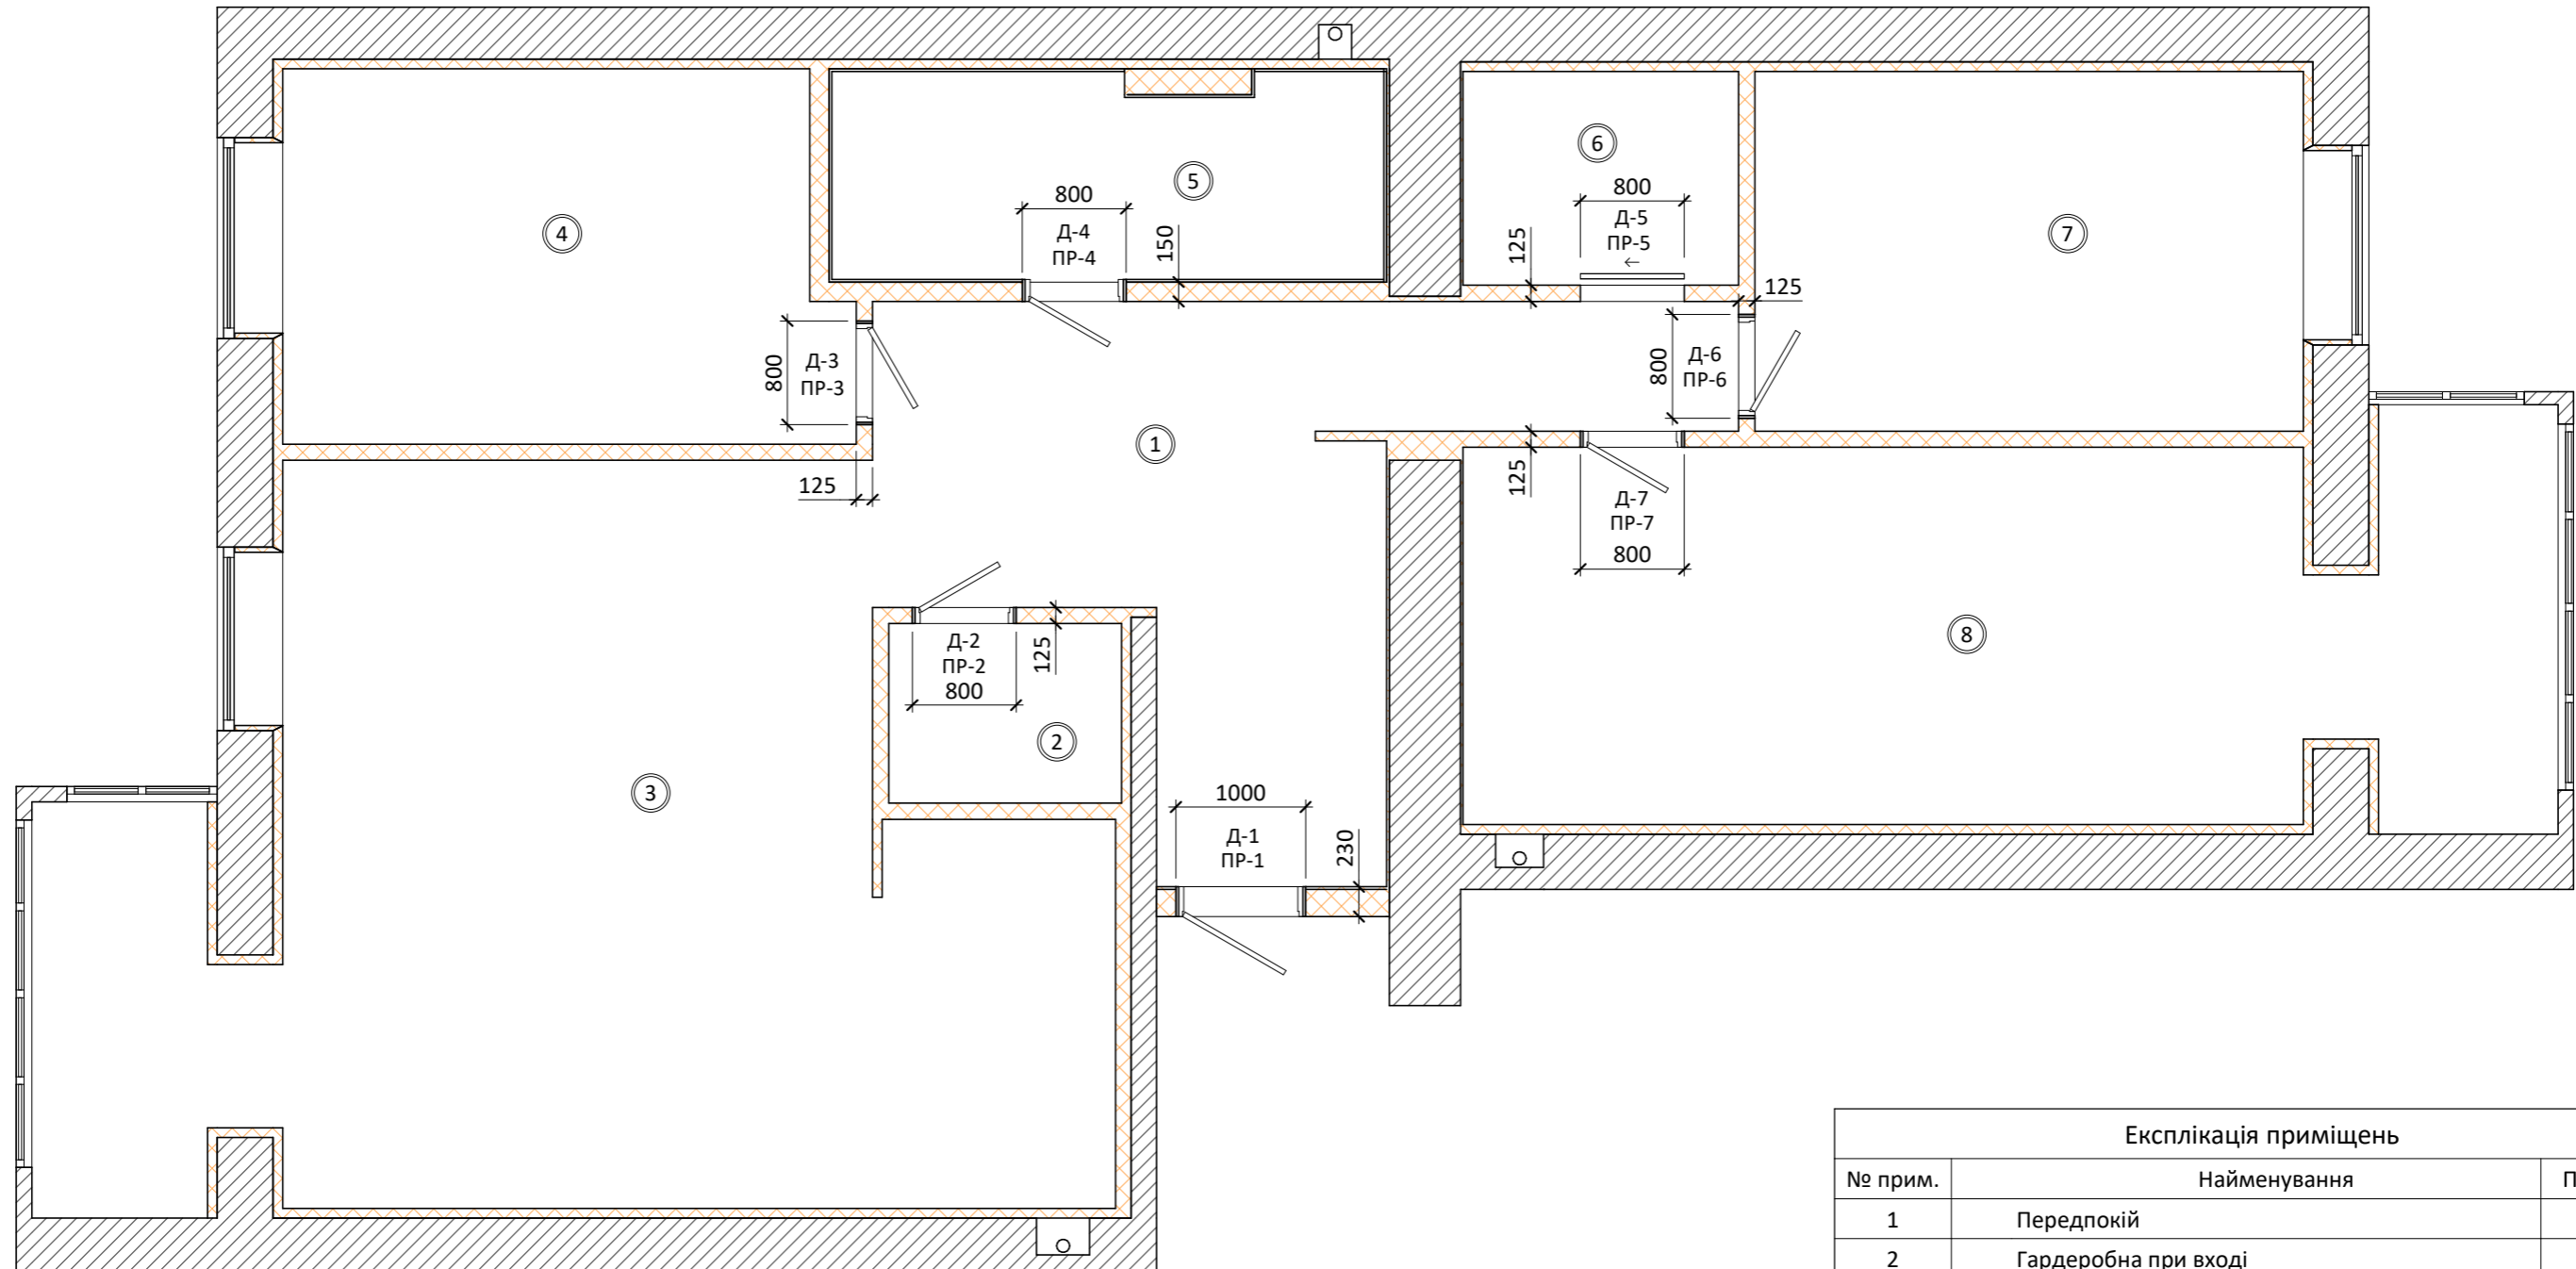 6
5
800
Д-4
ПР-4
150
800
Д-5
ПР-5
←
125
4
7
125
800
Д-3
ПР-3
800
Д-6
ПР-6
1
125
125
Д-7
ПР-7
800
8
Д-2
ПР-2
800
125
2
3
1000
Д-1
ПР-1
230
Експлікація приміщень
№ прим. Найменування П
1 Передпокій
2 Гардеробна при вході